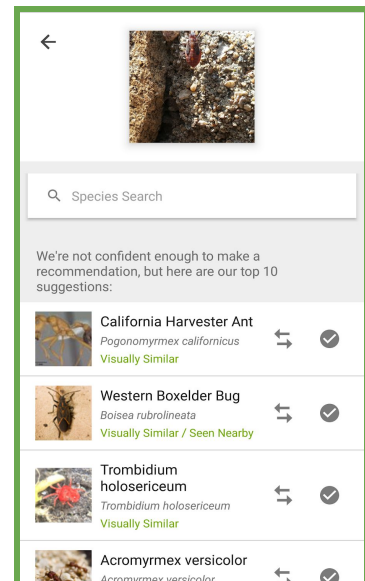 Species Search
We're not confident enough to make a
recommendation, but here are our top 10
suggestions:
California Harvester Ant
Pogonomyrmex californicus
Visually Similar
Western Boxelder Bug
Boisea rubrolineata
Visually Similar / Seen Nearby
Trombidium
holosericeum
Trombidium holosericeum
Visually Similar
Acromyrmex versicolor
Acromyrmex versicolor